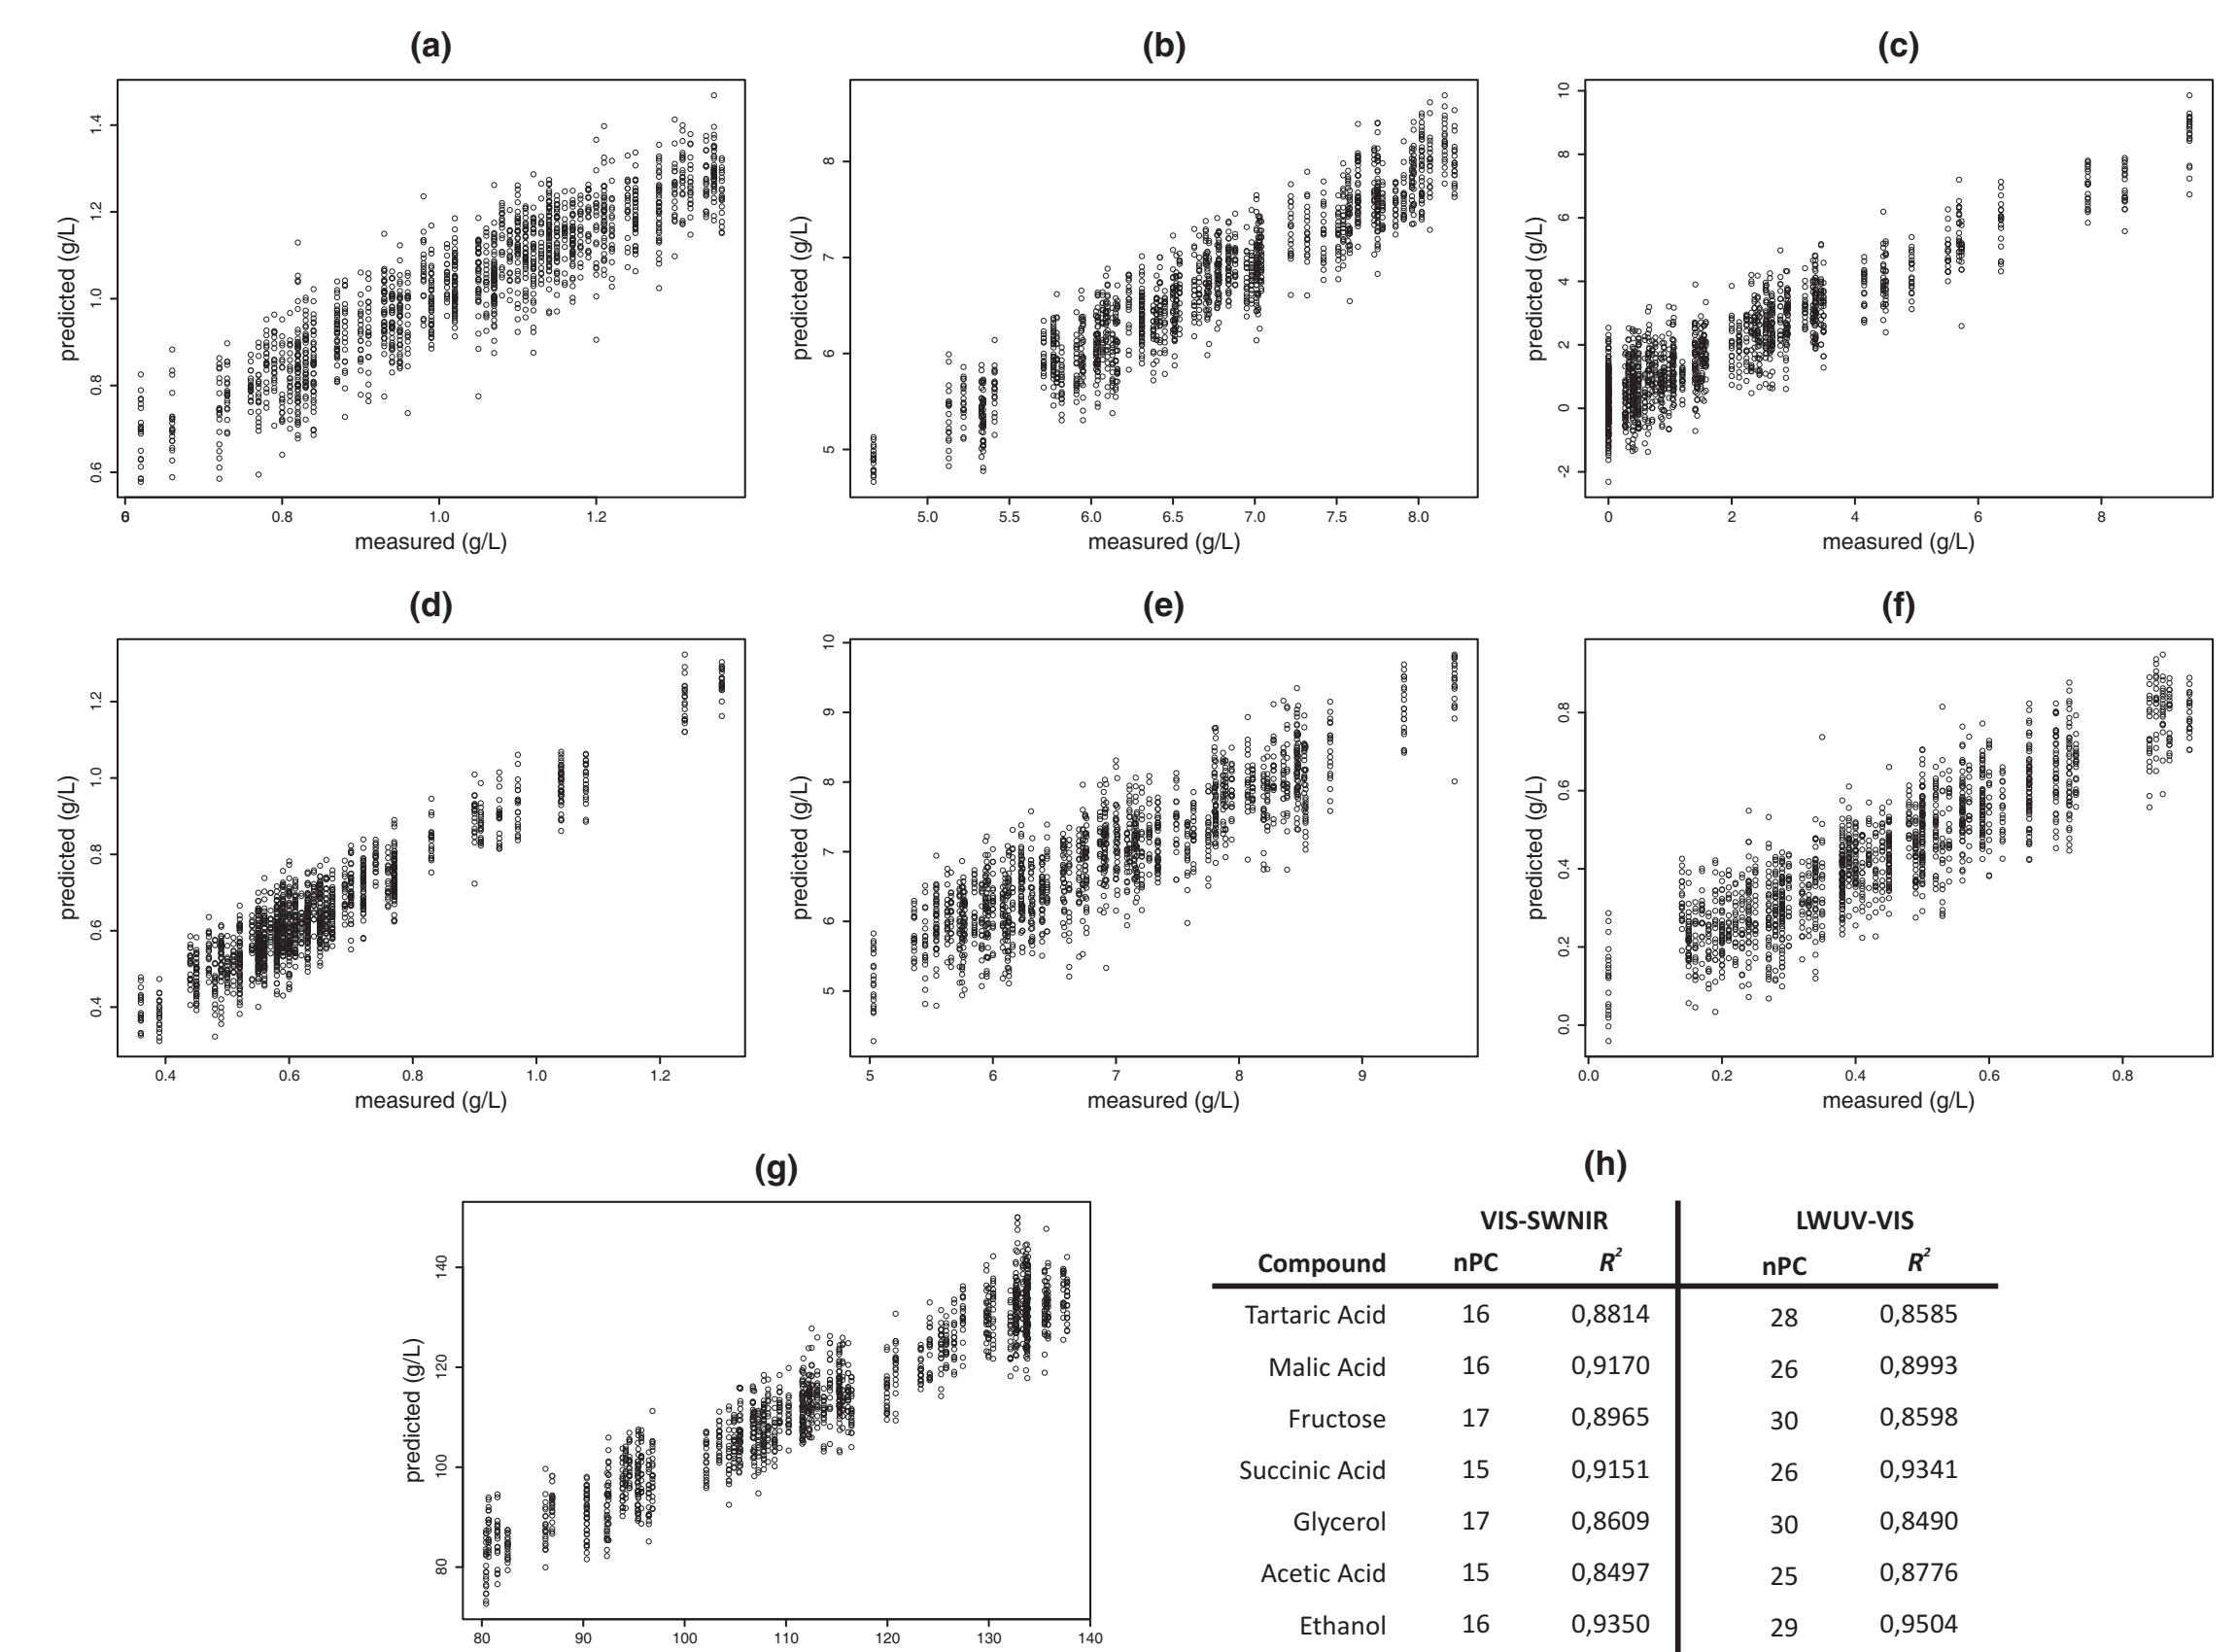 (a)
predicted (g/L)
1.4
1.2
1.0
0.8
0.6
6 0.8 1.0 1.2
measured (g/L)
(b)
predicted (g/L)
8
7
6
5
5.0 5.5 6.0 6.5 7.0 7.5 8.0
measured (g/L)
(c)
predicted (g/L)
10
8
6
4
2
0
-2
0 2 4 6 8
measured (g/L)
(d)
predicted (g/L)
1.2
1.0
0.8
0.6
0.4
0.4 0.6 0.8 1.0 1.2
measured (g/L)
(e)
predicted (g/L)
10
9
8
7
6
5
5 6 7 8 9
measured (g/L)
(f)
predicted (g/L)
0.8
0.6
0.4
0.2
0.0
0.0 0.2 0.4 0.6 0.8
measured (g/L)
(g)
predicted (g/L)
140
120
100
80
80 90 100 110 120 130 140
(h)
VIS-SWNIR LWUV-VIS
Compound nPC R² nPC R²
Tartaric Acid 16 0,8814 28 0,8585
Malic Acid 16 0,9170 26 0,8993
Fructose 17 0,8965 30 0,8598
Succinic Acid 15 0,9151 26 0,9341
Glycerol 17 0,8609 30 0,8490
Acetic Acid 15 0,8497 25 0,8776
Ethanol 16 0,9350 29 0,9504